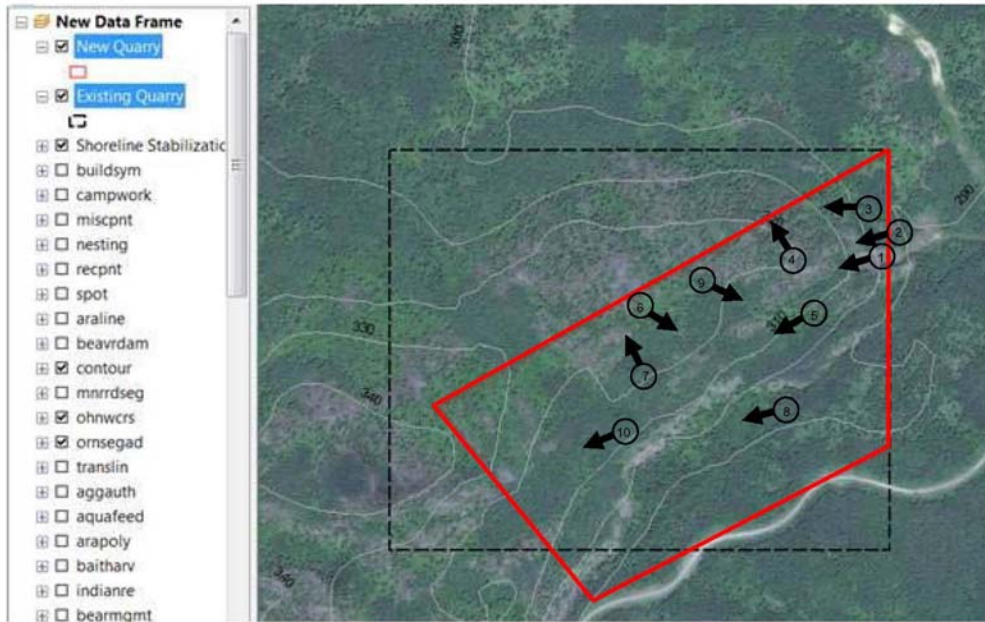 New Data Frame
New Quarry
Existing Quarry
Shoreline Stabilizatic
buildsym
campwork
miscpnt
nesting
recpnt
spot
araline
beavrdam
contour
mnrrdseg
ohnwcrs
ornsegad
translin
aggauth
aquafeed
arapoly
baitharv
indianre
bearmgmt
300
290
3
2
1
4
9
6
5
310
330
7
340
8
10
340